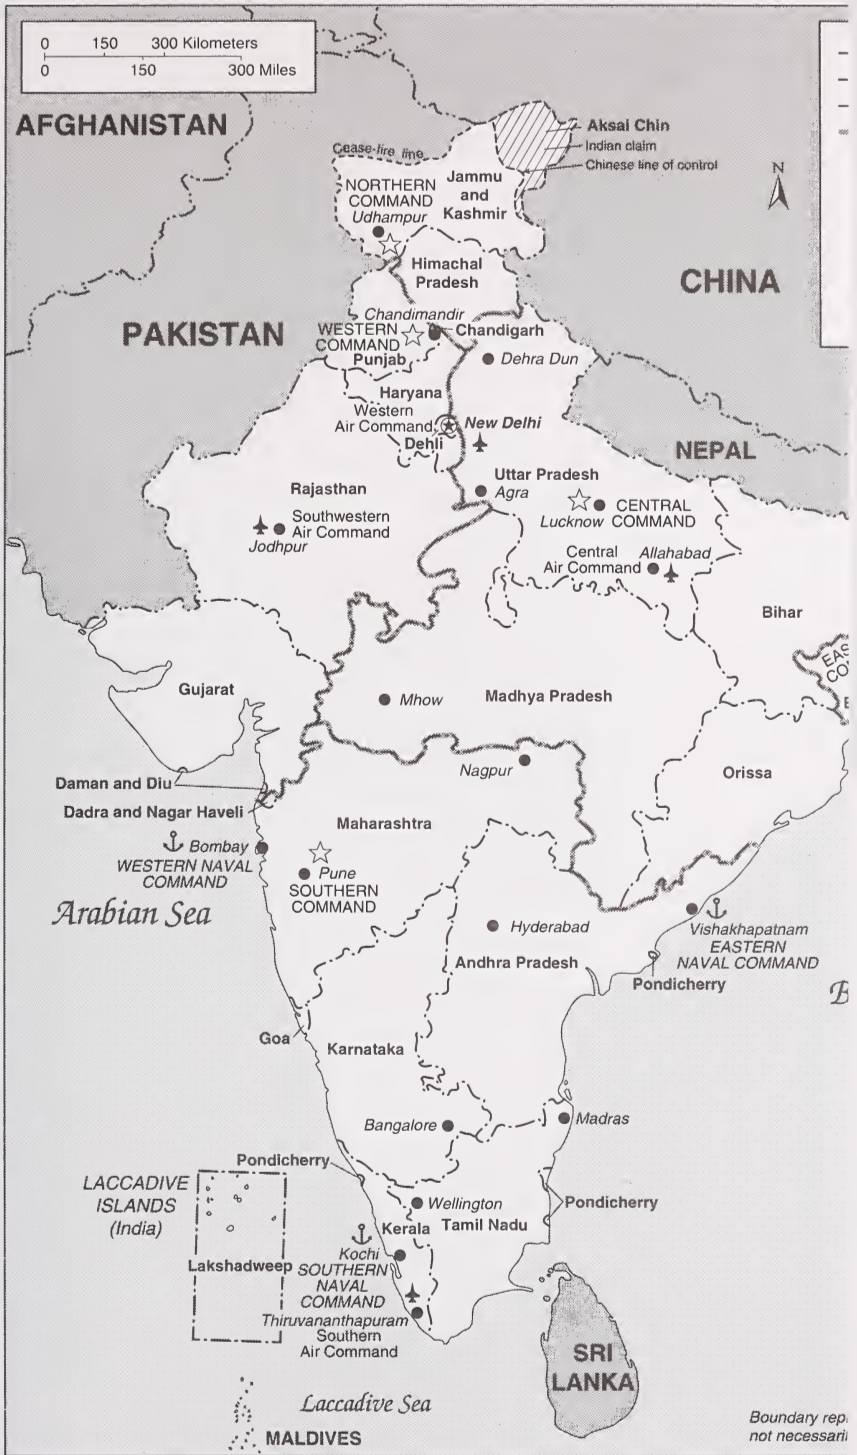 0 150 300 Kilometers
0 150 300 Miles
AFGHANISTAN
Aksai Chin
Indian claim
Chinese line of control
Cease-fire line
N
NORTHERN
COMMAND
Udhampur
Jammu
and
Kashmir
Himachal
Pradesh
CHINA
PAKISTAN
Chandimandir
WESTERN
COMMAND
Chandigarh
Punjab
Dehra Dun
Haryana
Western
Air Command
New Delhi
Dehli
NEPAL
Uttar Pradesh
Rajasthan
Agra
Southwestern
Air Command
Jodhpur
CENTRAL
COMMAND
Lucknow
Central
Air Command
Allahabad
Bihar
EAS
CO
E
Gujarat
Mhow
Madhya Pradesh
Nagpur
Orissa
Daman and Diu
Dadra and Nagar Haveli
Maharashtra
Bombay
WESTERN NAVAL
COMMAND
Pune
SOUTHERN
COMMAND
Arabian Sea
Hyderabad
Vishakhapatnam
EASTERN
NAVAL COMMAND
Andhra Pradesh
Pondicherry
B
Goa
Karnataka
Bangalore
Madras
Pondicherry
LACCADIVE
ISLANDS
(India)
Wellington
Pondicherry
Kerala
Tamil Nadu
Lakshadweep
Kochi
SOUTHERN
NAVAL
COMMAND
Thiruvananthapuram
Southern
Air Command
SRI
LANKA
Laccadive Sea
MALDIVES
Boundary rep
not necessari